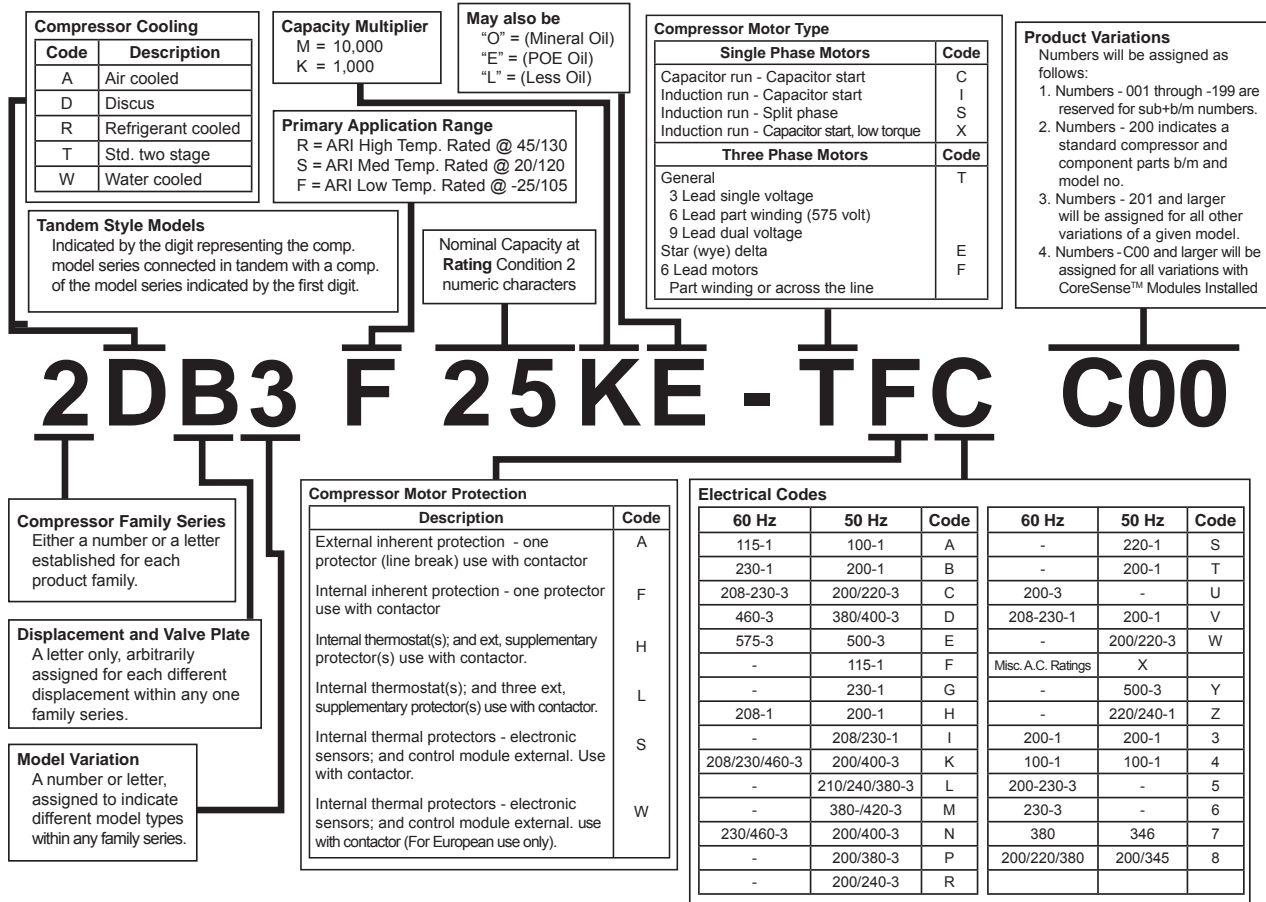 Compressor Cooling
Code Description
A Air cooled
D Discus
R Refrigerant cooled
T Std. two stage
W Water cooled
Capacity Multiplier
M = 10,000
K = 1,000
May also be
“O” = (Mineral Oil)
“E” = (POE Oil)
“L” = (Less Oil)
Primary Application Range
R = ARI High Temp. Rated @ 45/130
S = ARI Med Temp. Rated @ 20/120
F = ARI Low Temp. Rated @ -25/105
Compressor Motor Type
Single Phase Motors Code
Capacitor run - Capacitor start C
Induction run - Capacitor start I
Induction run - Split phase S
Induction run - Capacitor start, low torque X
Three Phase Motors Code
General T
3 Lead single voltage
6 Lead part winding (575 volt)
9 Lead dual voltage
Star (wye) delta E
6 Lead motors F
Part winding or across the line
Product Variations
Numbers will be assigned as
follows:
1. Numbers - 001 through -199 are
reserved for sub+b/m numbers.
2. Numbers - 200 indicates a
standard compressor and
component parts b/m and
model no.
3. Numbers - 201 and larger
will be assigned for all other
variations of a given model.
4. Numbers - C00 and larger will be
assigned for all variations with
CoreSense™ Modules Installed
Tandem Style Models
Indicated by the digit representing the comp.
model series connected in tandem with a comp.
of the model series indicated by the first digit.
Nominal Capacity at
Rating Condition 2
numeric characters
2DB3 F 25KE - TFC C00
Compressor Family Series
Either a number or a letter
established for each
product family.
Displacement and Valve Plate
A letter only, arbitrarily
assigned for each different
displacement within any one
family series.
Model Variation
A number or letter,
assigned to indicate
different model types
within any family series.
Compressor Motor Protection
Description Code
External inherent protection - one A
protector (line break) use with contactor
Internal inherent protection - one protector F
use with contactor
Internal thermostat(s); and ext, supplementary H
protector(s) use with contactor.
Internal thermostat(s); and three ext, L
supplementary protector(s) use with contactor.
Internal thermal protectors - electronic S
sensors; and control module external. Use
with contactor.
Internal thermal protectors - electronic W
sensors; and control module external. use
with contactor (For European use only).
Electrical Codes
60 Hz 50 Hz Code 60 Hz 50 Hz Code
115-1 100-1 A - 220-1 S
230-1 200-1 B - 200-1 T
208-230-3 200/220-3 C 200-3 - U
460-3 380/400-3 D 208-230-1 200-1 V
575-3 500-3 E - 200/220-3 W
- 115-1 F Misc. A.C. Ratings X
- 230-1 G - 500-3 Y
208-1 200-1 H - 220/240-1 Z
- 208/230-1 I 200-1 200-1 3
208/230/460-3 200/400-3 K 100-1 100-1 4
- 210/240/380-3 L 200-230-3 - 5
- 380-/420-3 M 230-3 - 6
230/460-3 200/400-3 N 380 346 7
- 200/380-3 P 200/220/380 200/345 8
- 200/240-3 R